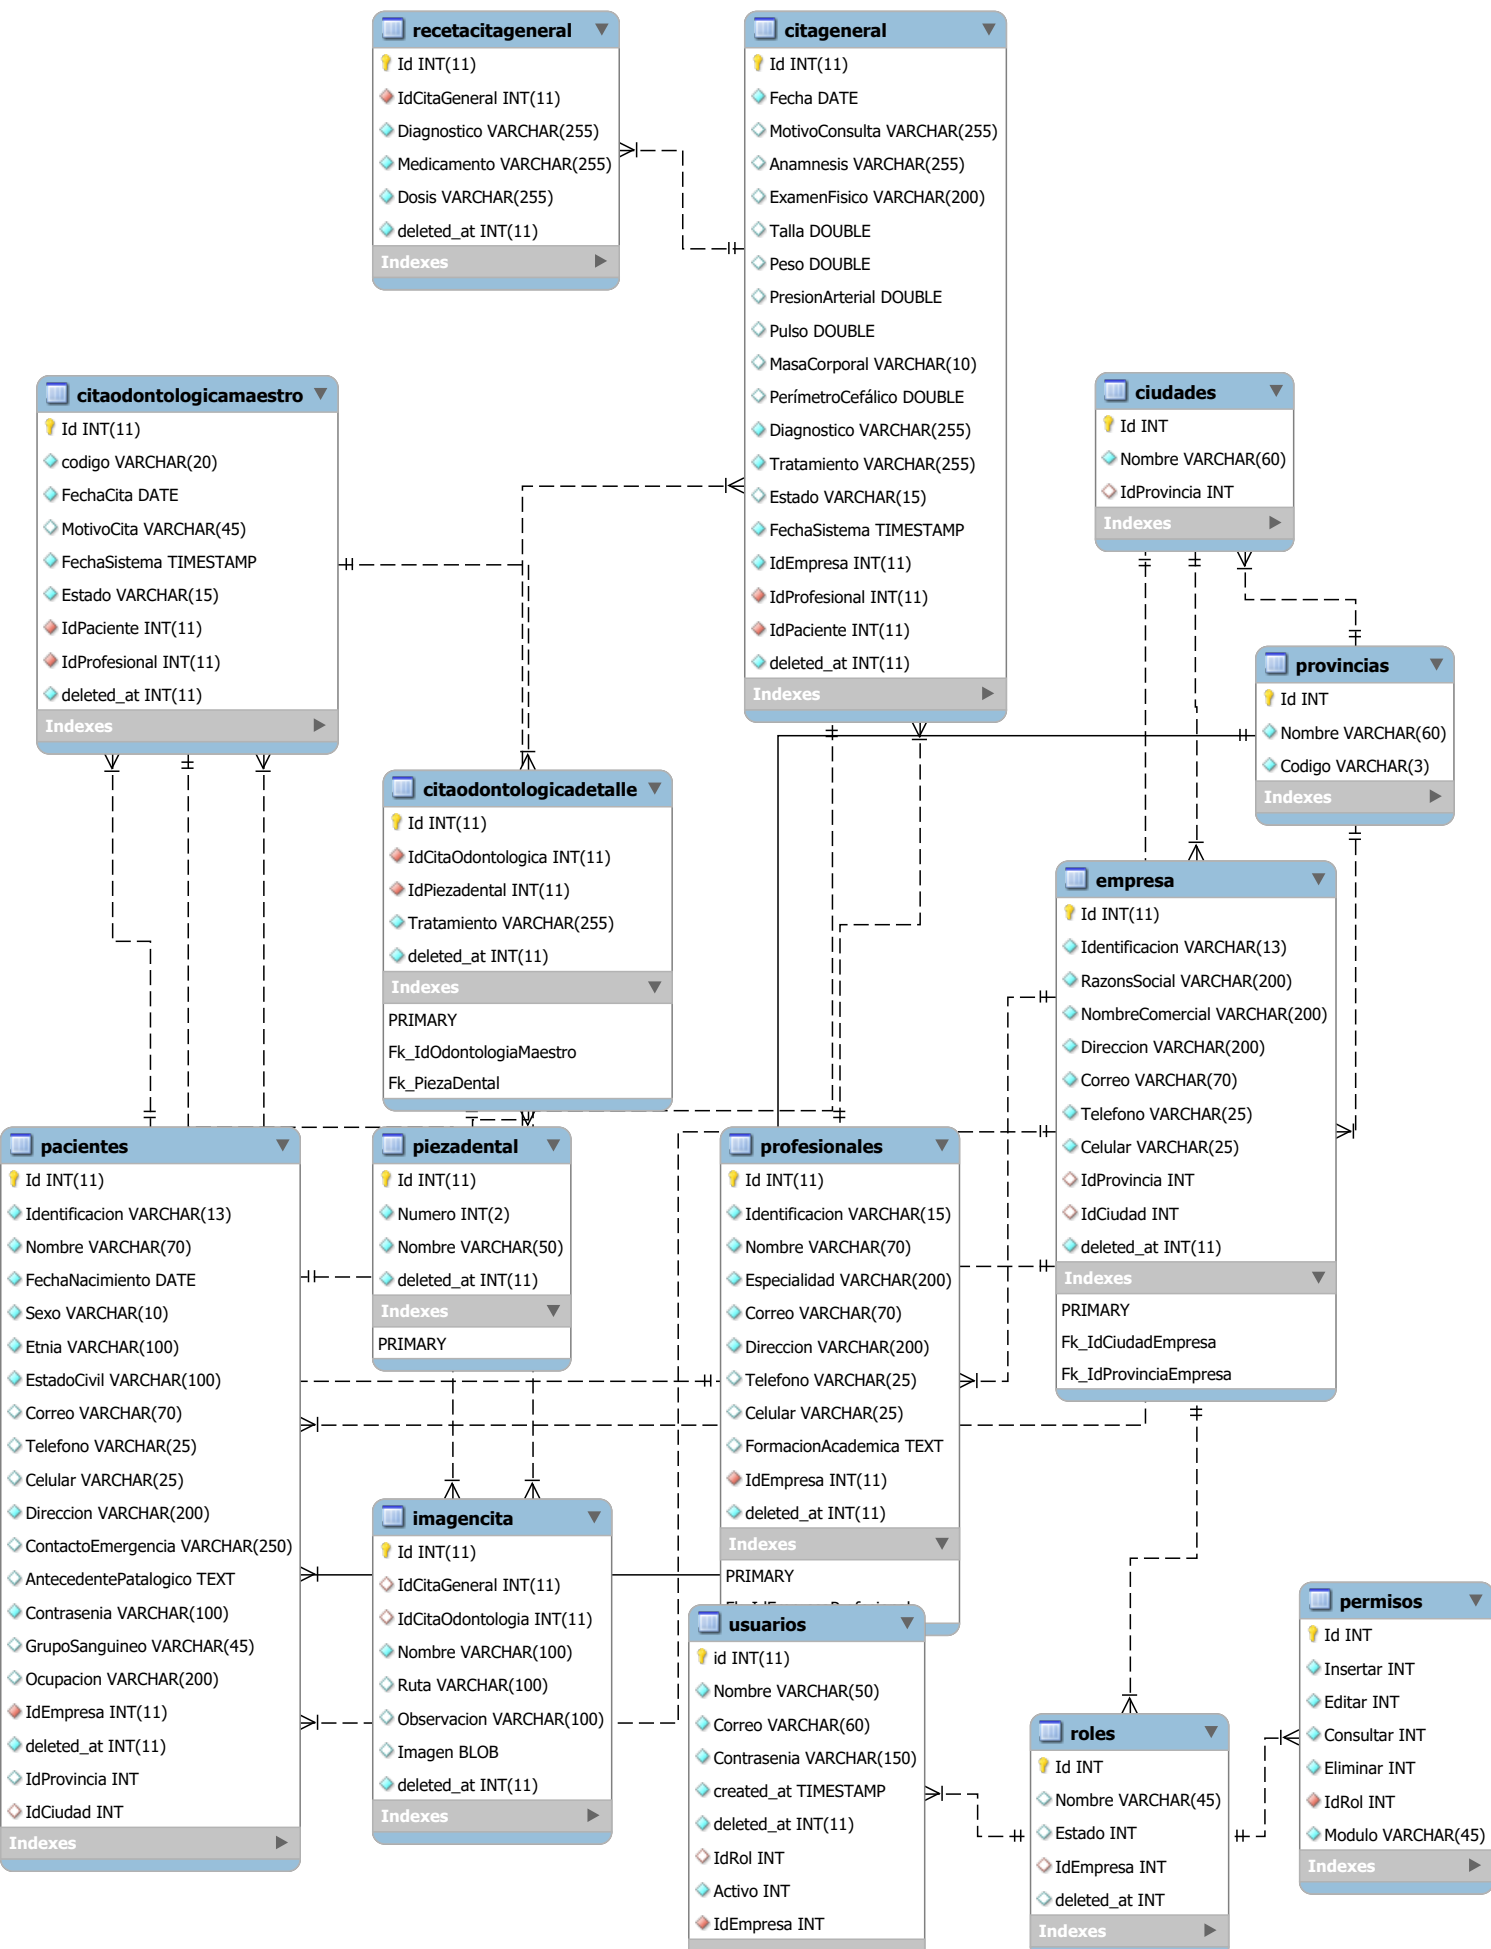 recetacitageneral
Id INT(11)
IdCitaGeneral INT(11)
Diagnostico VARCHAR(255)
Medicamento VARCHAR(255)
Dosis VARCHAR(255)
deleted_at INT(11)
Indexes
citageneral
Id INT(11)
Fecha DATE
MotivoConsulta VARCHAR(255)
Anamnesis VARCHAR(255)
ExamenFisico VARCHAR(200)
Talla DOUBLE
Peso DOUBLE
PresionArterial DOUBLE
Pulso DOUBLE
MasaCorporal VARCHAR(10)
PerímetroCefálico DOUBLE
Diagnostico VARCHAR(255)
Tratamiento VARCHAR(255)
Estado VARCHAR(15)
FechaSistema TIMESTAMP
IdEmpresa INT(11)
IdProfesional INT(11)
IdPaciente INT(11)
deleted_at INT(11)
Indexes
citaodontologicamaestro
Id INT(11)
codigo VARCHAR(20)
FechaCita DATE
MotivoCita VARCHAR(45)
FechaSistema TIMESTAMP
Estado VARCHAR(15)
IdPaciente INT(11)
IdProfesional INT(11)
deleted_at INT(11)
Indexes
ciudades
Id INT
Nombre VARCHAR(60)
IdProvincia INT
Indexes
provincias
Id INT
Nombre VARCHAR(60)
Codigo VARCHAR(3)
Indexes
citaodontologicadetalle
Id INT(11)
IdCitaOdontologica INT(11)
IdPiezadental INT(11)
Tratamiento VARCHAR(255)
deleted_at INT(11)
Indexes
PRIMARY
Fk_IdOdontologiaMaestro
Fk_PiezaDental
empresa
Id INT(11)
Identificacion VARCHAR(13)
RazonsSocial VARCHAR(200)
NombreComercial VARCHAR(200)
Direccion VARCHAR(200)
Correo VARCHAR(70)
Telefono VARCHAR(25)
Celular VARCHAR(25)
IdProvincia INT
IdCiudad INT
deleted_at INT(11)
Indexes
PRIMARY
Fk_IdCiudadEmpresa
Fk_IdProvinciaEmpresa
pacientes
Id INT(11)
Identificacion VARCHAR(13)
Nombre VARCHAR(70)
FechaNacimiento DATE
Sexo VARCHAR(10)
Etnia VARCHAR(100)
EstadoCivil VARCHAR(100)
Correo VARCHAR(70)
Telefono VARCHAR(25)
Celular VARCHAR(25)
Direccion VARCHAR(200)
ContactoEmergencia VARCHAR(250)
AntecedentePatalogico TEXT
Contrasenia VARCHAR(100)
GrupoSanguineo VARCHAR(45)
Ocupacion VARCHAR(200)
IdEmpresa INT(11)
deleted_at INT(11)
IdProvincia INT
IdCiudad INT
Indexes
piezadental
Id INT(11)
Numero INT(2)
Nombre VARCHAR(50)
deleted_at INT(11)
Indexes
PRIMARY
profesionales
Id INT(11)
Identificacion VARCHAR(15)
Nombre VARCHAR(70)
Especialidad VARCHAR(200)
Correo VARCHAR(70)
Direccion VARCHAR(200)
Telefono VARCHAR(25)
Celular VARCHAR(25)
FormacionAcademica TEXT
IdEmpresa INT(11)
deleted_at INT(11)
Indexes
PRIMARY
imagencita
Id INT(11)
IdCitaGeneral INT(11)
IdCitaOdontologia INT(11)
Nombre VARCHAR(100)
Ruta VARCHAR(100)
Observacion VARCHAR(100)
Imagen BLOB
deleted_at INT(11)
Indexes
usuarios
id INT(11)
Nombre VARCHAR(50)
Correo VARCHAR(60)
Contrasenia VARCHAR(150)
created_at TIMESTAMP
deleted_at INT(11)
IdRol INT
Activo INT
IdEmpresa INT
roles
Id INT
Nombre VARCHAR(45)
Estado INT
IdEmpresa INT
deleted_at INT
Indexes
permisos
Id INT
Insertar INT
Editar INT
Consultar INT
Eliminar INT
IdRol INT
Modulo VARCHAR(45)
Indexes